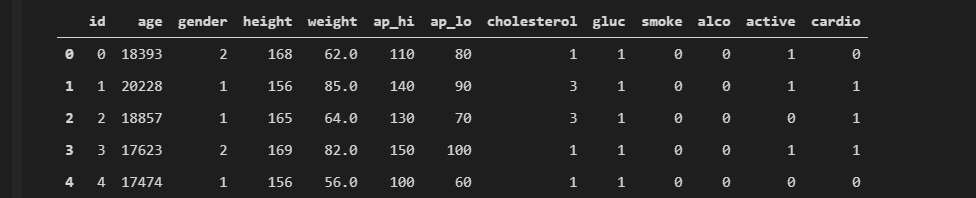 id age gender height weight ap_hi ap_lo cholesterol gluc smoke alco active cardio
0 0 18393 2 168 62.0 110 80 1 1 0 0 1 0
1 1 20228 1 156 85.0 140 90 3 1 0 0 1 1
2 2 18857 1 165 64.0 130 70 3 1 0 0 0 1
3 3 17623 2 169 82.0 150 100 1 1 0 0 1 1
4 4 17474 1 156 56.0 100 60 1 1 0 0 0 0